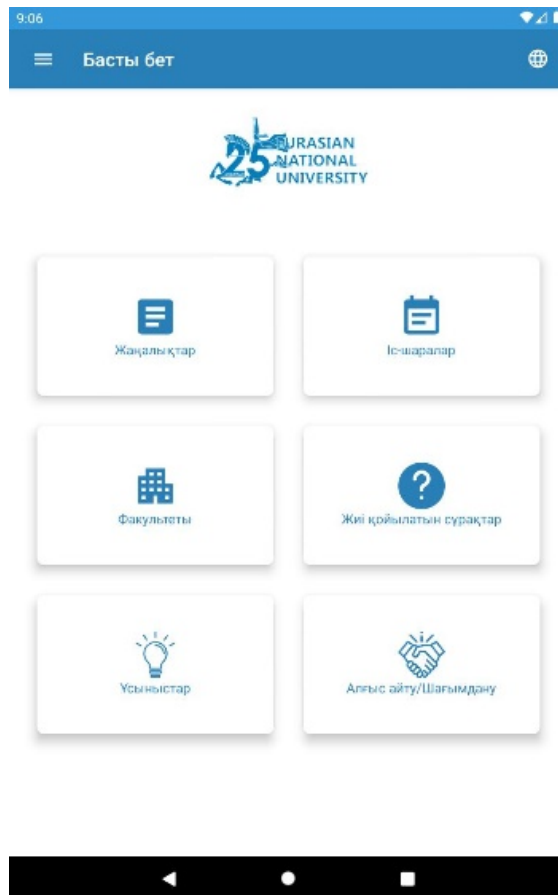 9:06
Басты бет
25
EURASIAN
NATIONAL
UNIVERSITY
Жаңалықтар
Іс-шаралар
Факультеты
?
Жиі қойылатын сұрақтар
Ұсыныстар
Алғыс айту/Шағымдану